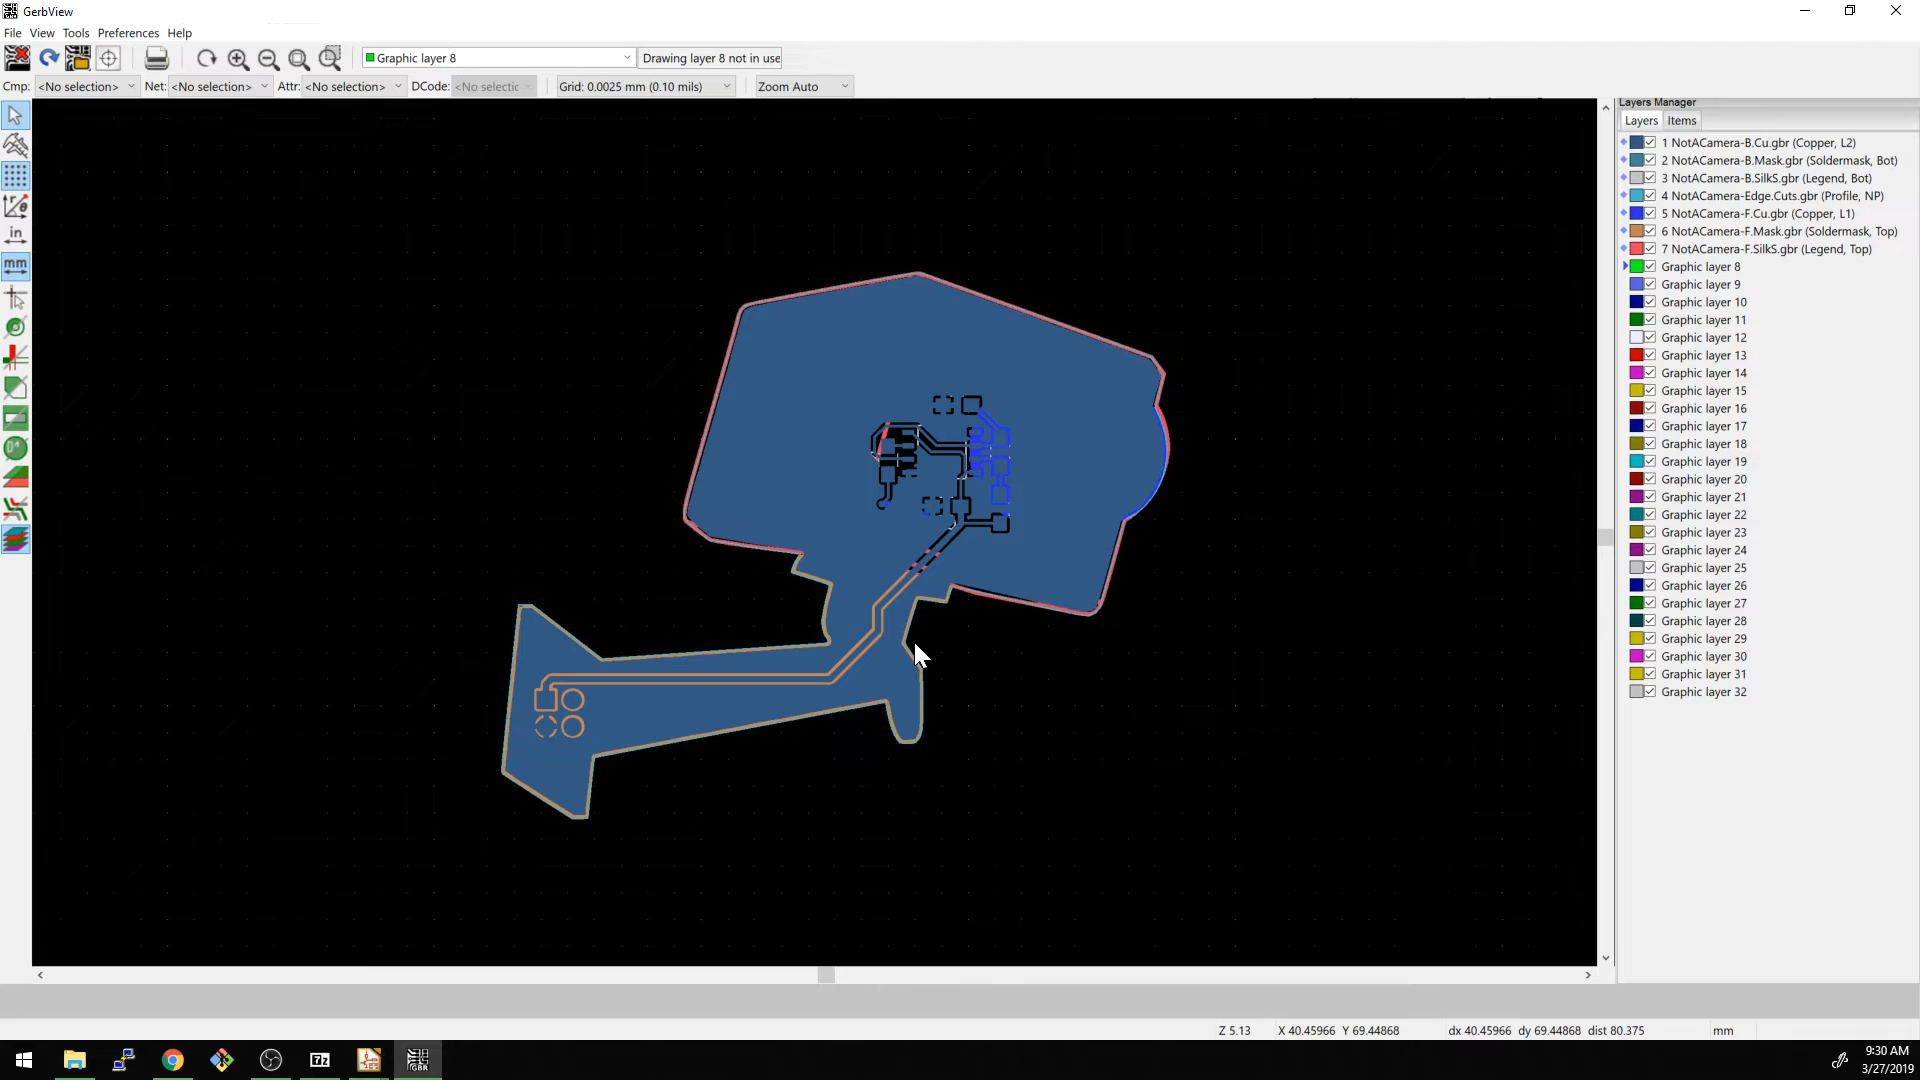 GerbView
File View Tools Preferences Help
Graphic layer 8
Drawing layer 8 not in use
Cmp: <No selection> Net: <No selection> Attr: <No selection> DCode: <No selectic Grid: 0.0025 mm (0.10 mils) Zoom Auto
in
mm
Layers Manager
Layers Items
1 NotACamera-B.Cu.gbr (Copper, L2)
2 NotACamera-B.Mask.gbr (Soldermask, Bot)
3 NotACamera-B.SilkS.gbr (Legend, Bot)
4 NotACamera-Edge.Cuts.gbr (Profile, NP)
5 NotACamera-F.Cu.gbr (Copper, L1)
6 NotACamera-F.Mask.gbr (Soldermask, Top)
7 NotACamera-F.SilkS.gbr (Legend, Top)
Graphic layer 8
Graphic layer 9
Graphic layer 10
Graphic layer 11
Graphic layer 12
Graphic layer 13
Graphic layer 14
Graphic layer 15
Graphic layer 16
Graphic layer 17
Graphic layer 18
Graphic layer 19
Graphic layer 20
Graphic layer 21
Graphic layer 22
Graphic layer 23
Graphic layer 24
Graphic layer 25
Graphic layer 26
Graphic layer 27
Graphic layer 28
Graphic layer 29
Graphic layer 30
Graphic layer 31
Graphic layer 32
Z 5.13 X 40.45966 Y 69.44868 dx 40.45966 dy 69.44868 dist 80.375 mm
7z
GBR
9:30 AM
3/27/2019